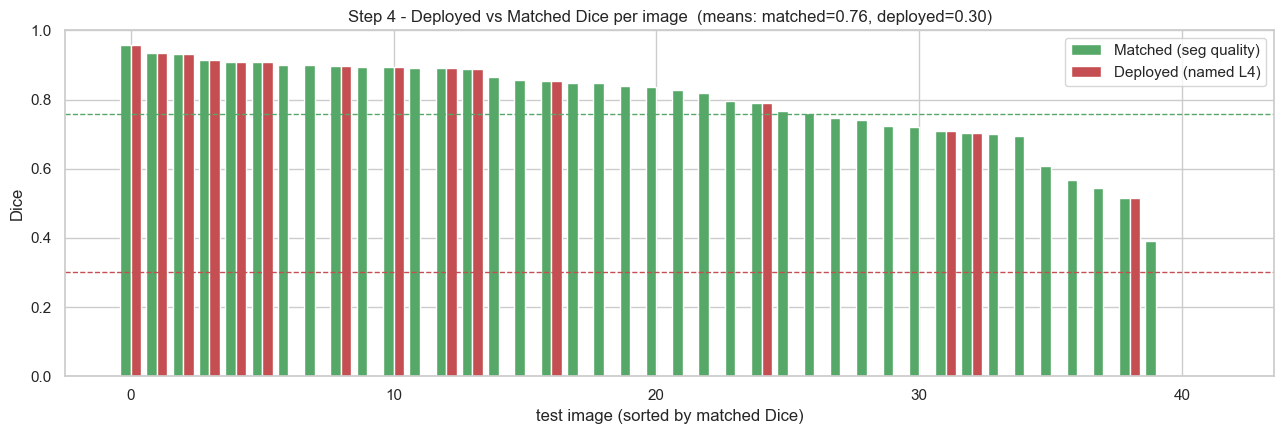 Step 4 - Deployed vs Matched Dice per image  (means: matched=0.76, deployed=0.30)
Matched (seg quality)
Deployed (named L4)
Dice
1.0
0.8
0.6
0.4
0.2
0.0
0 10 20 30 40
test image (sorted by matched Dice)